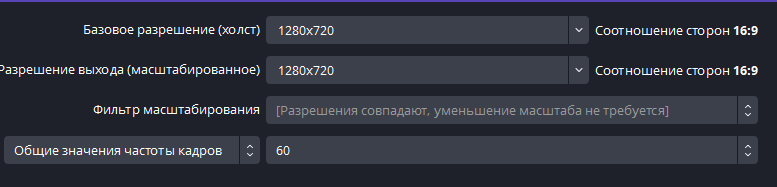 Базовое разрешение (холст) 1280x720 Соотношение сторон 16:9
Разрешение выхода (масштабированное) 1280x720 Соотношение сторон 16:9
Фильтр масштабирования [Разрешения совпадают, уменьшение масштаба не требуется]
Общие значения частоты кадров 60